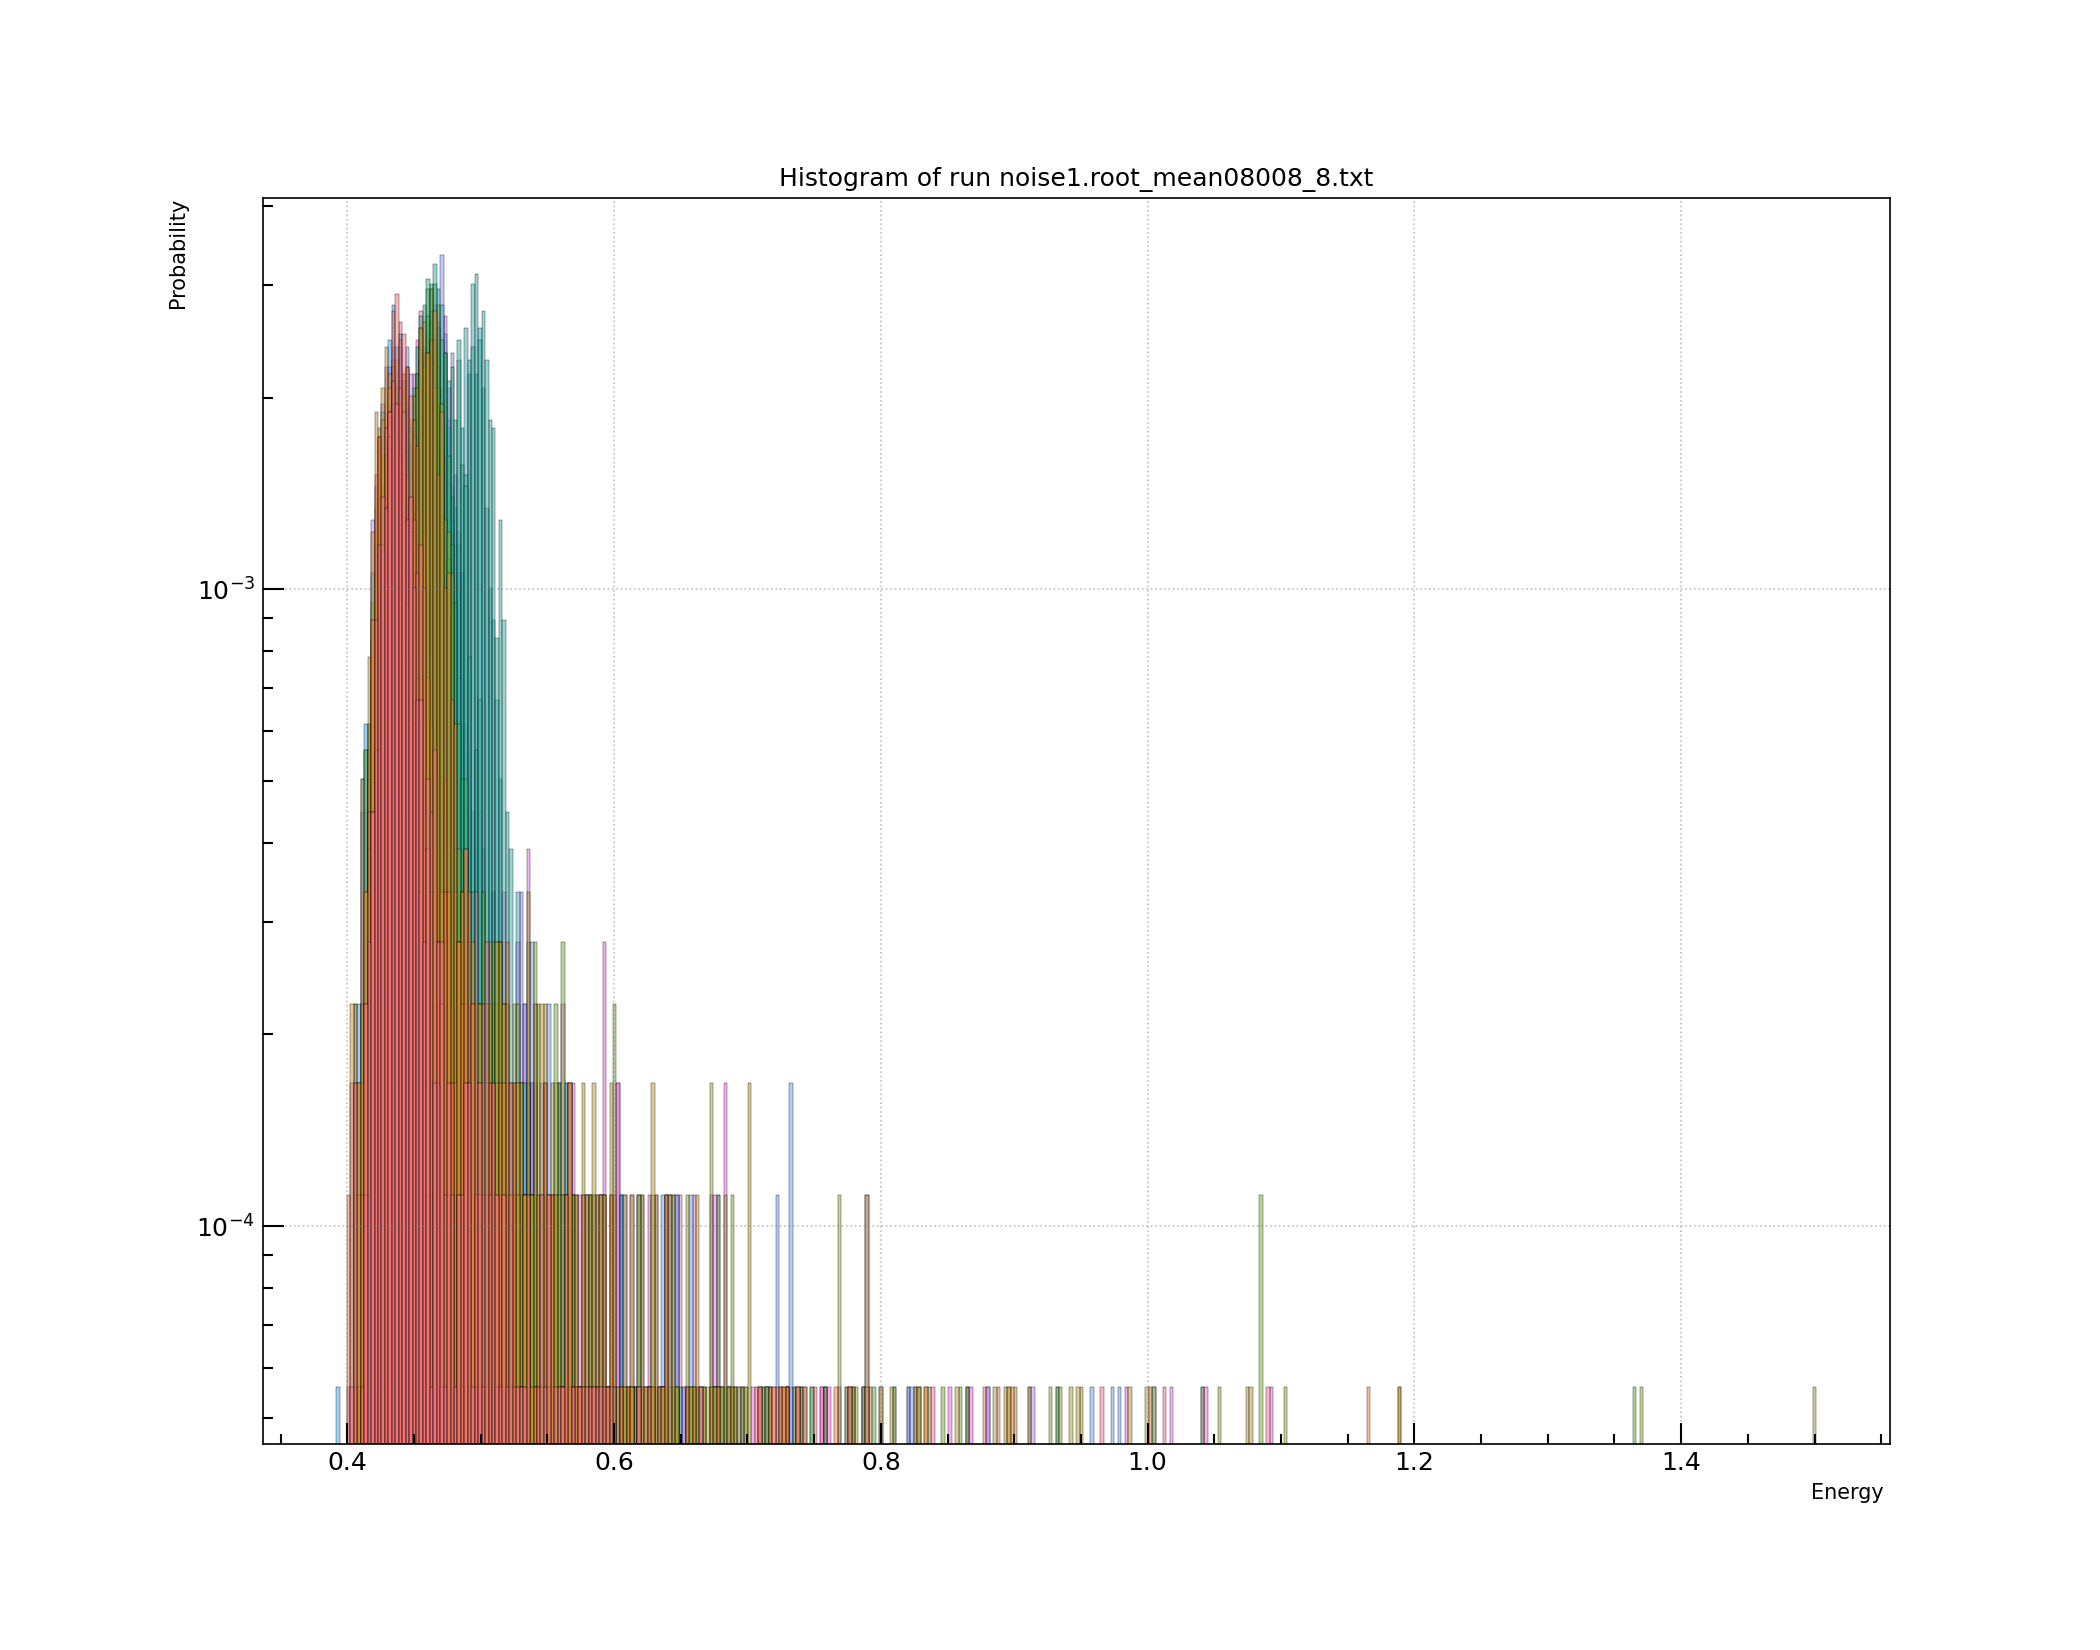 Histogram of run noise1.root_mean08008_8.txt
Probability
10⁻³
10⁻⁴
0.4 0.6 0.8 1.0 1.2 1.4
Energy